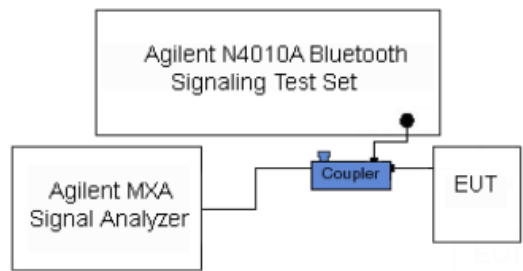 Agilent N4010A Bluetooth
Signaling Test Set
Coupler
Agilent MXA
Signal Analyzer
EUT